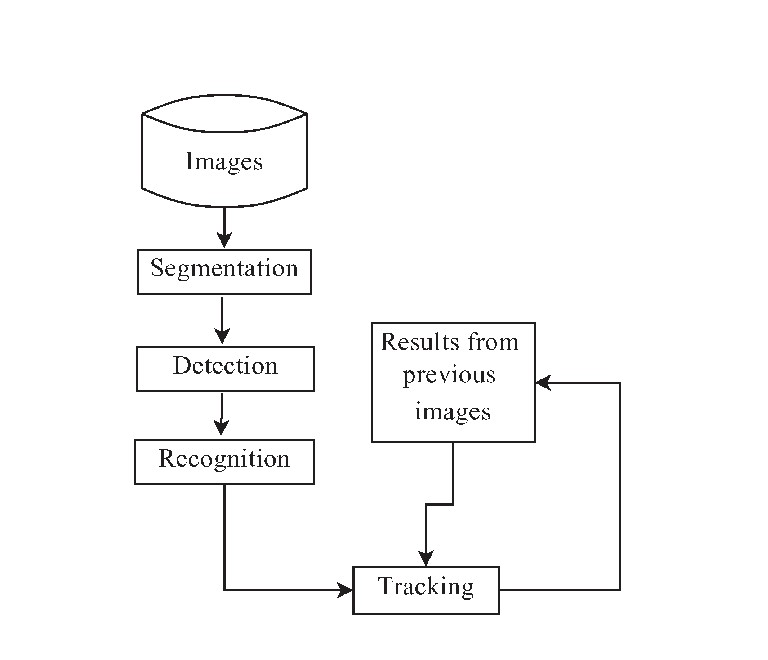 Images
Segmentation
Detection
Recognition
Results from
previous
images
Tracking